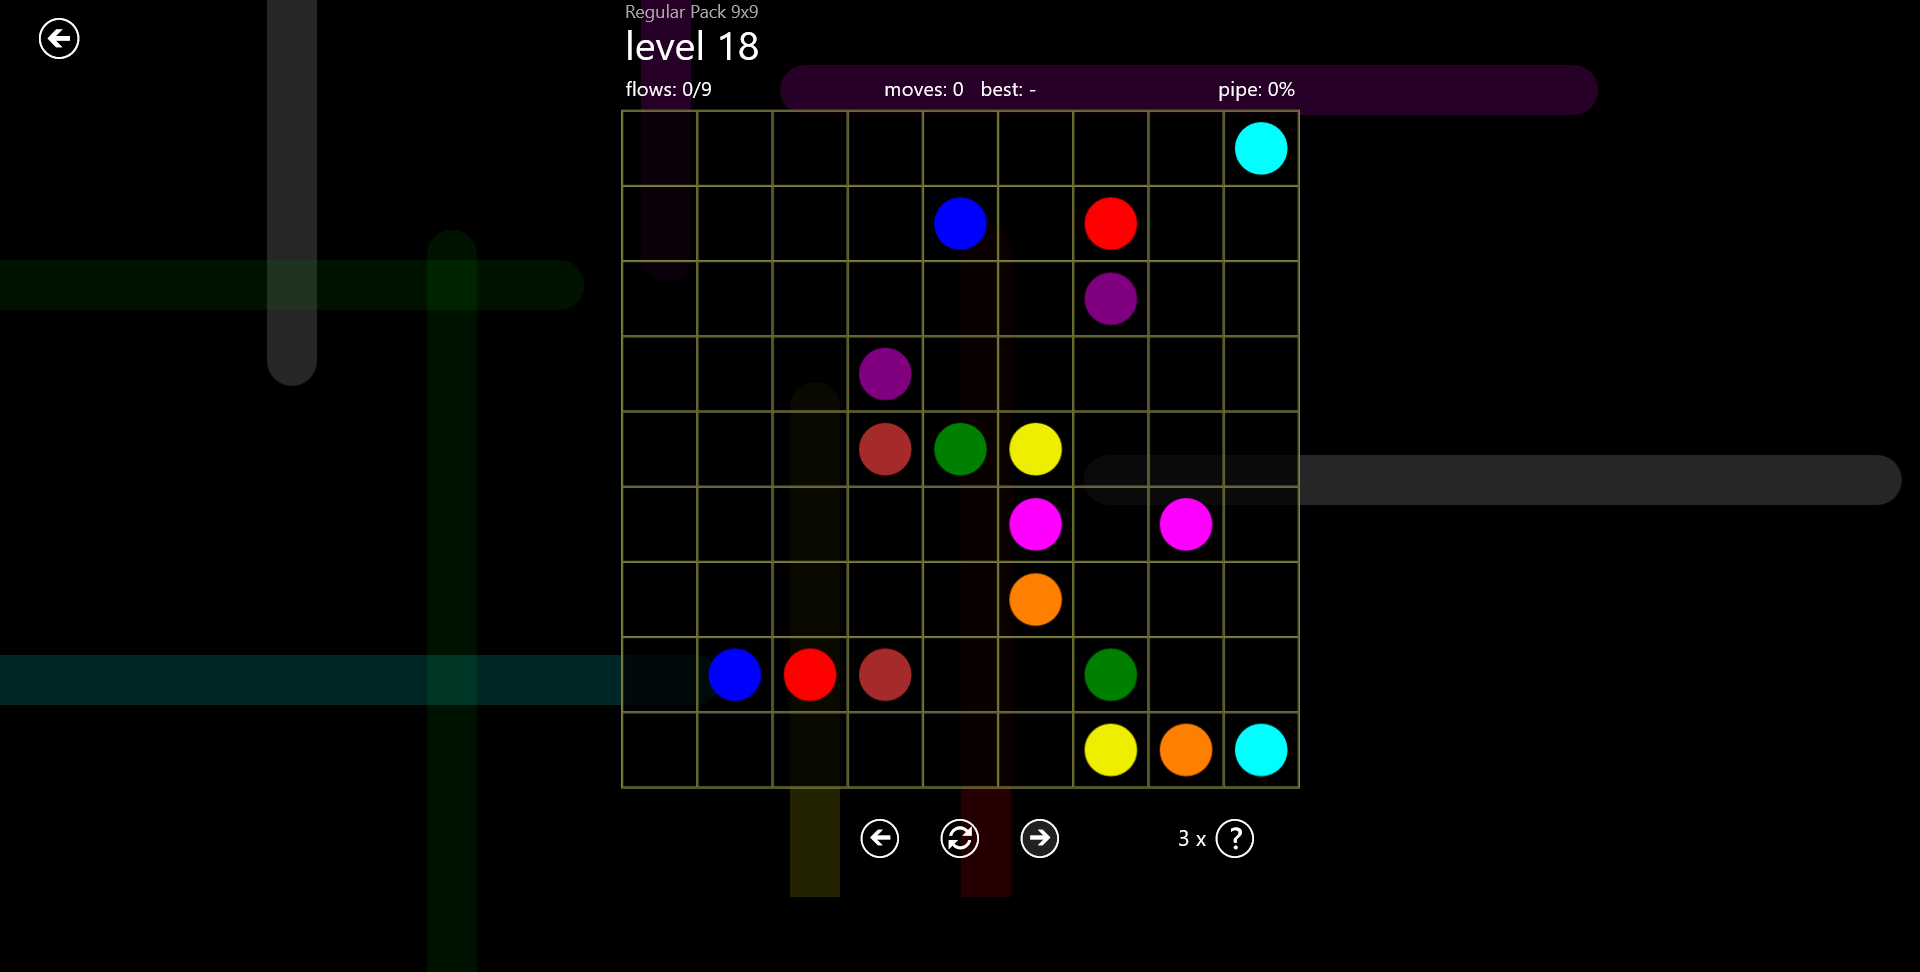 Regular Pack 9x9
level 18
flows: 0/9 moves: 0 best: - pipe: 0%
3 x ?